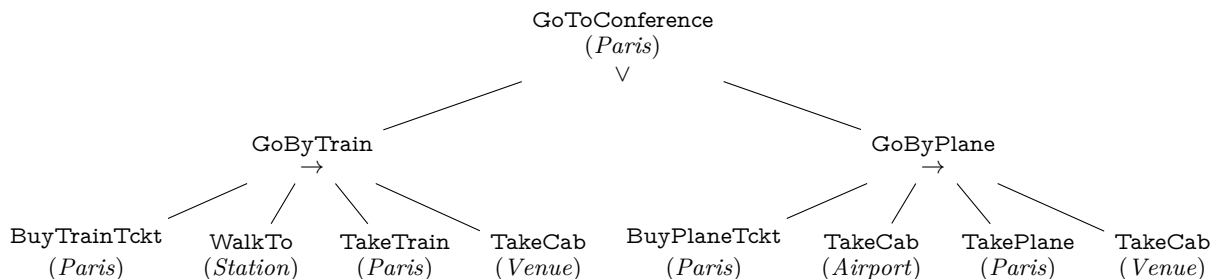 GoToConference
(Paris)
∨
GoByTrain
→
GoByPlane
→
BuyTrainTckt
(Paris)
WalkTo
(Station)
TakeTrain
(Paris)
TakeCab
(Venue)
BuyPlaneTckt
(Paris)
TakeCab
(Airport)
TakePlane
(Paris)
TakeCab
(Venue)